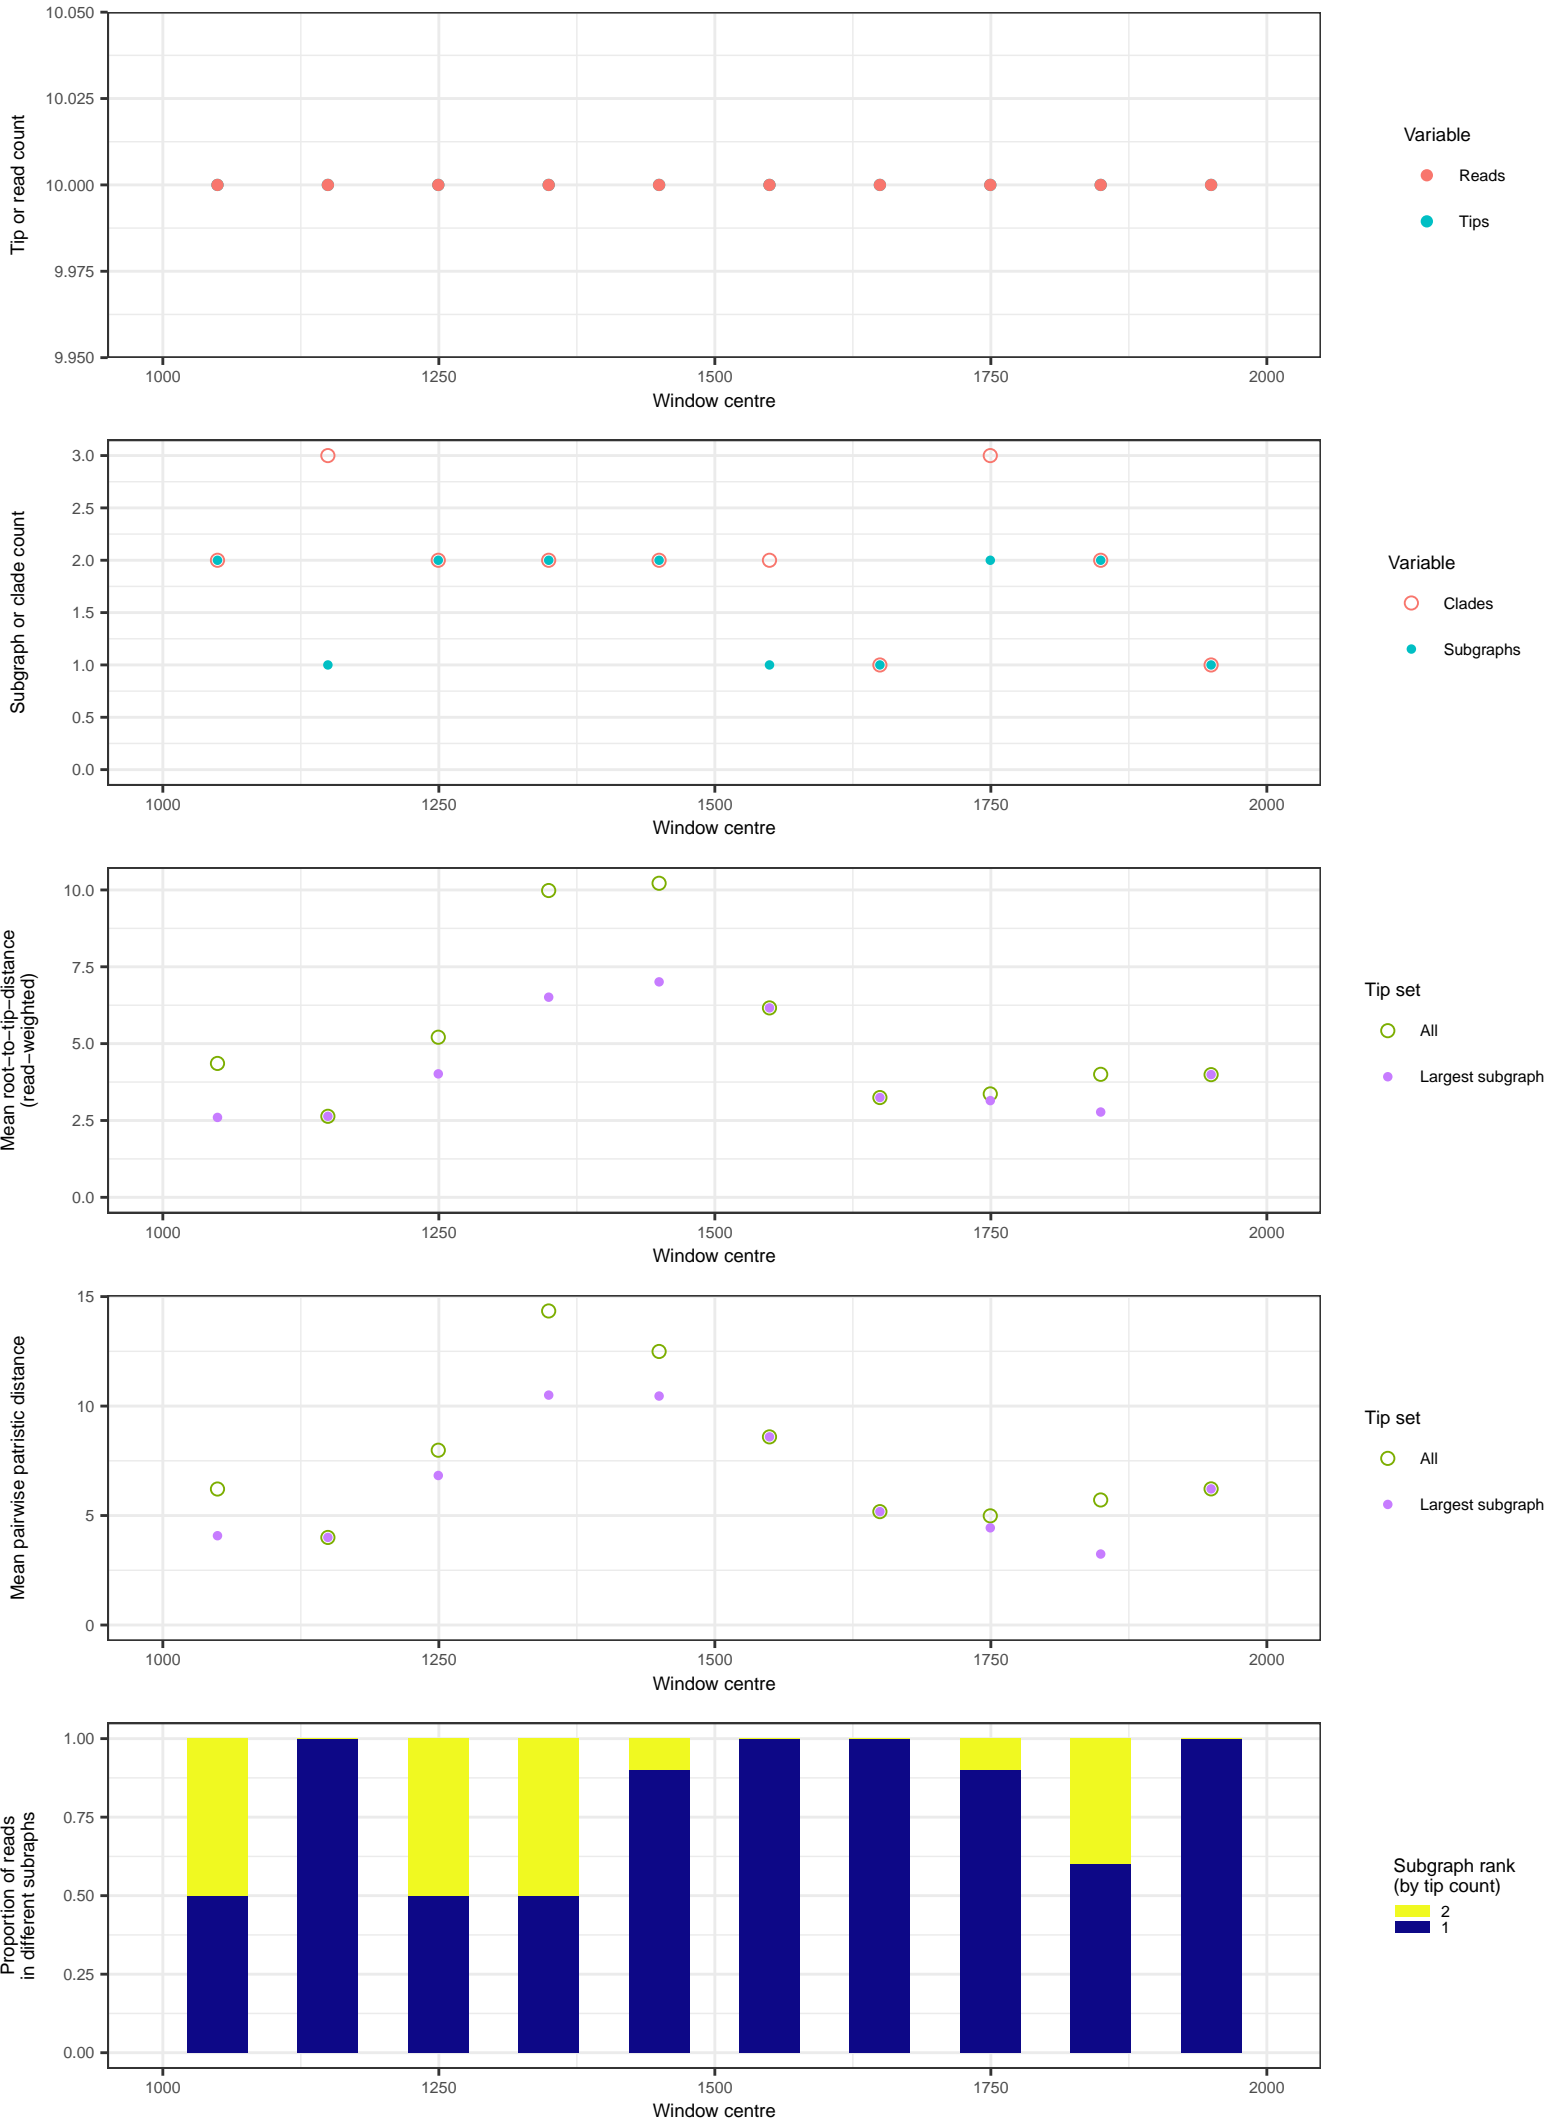 10.050
10.025
10.000
9.975
9.950
Tip or read count
1000 1250 1500 1750 2000
Window centre
Variable
Reads
Tips
3.0
2.5
2.0
1.5
1.0
0.5
0.0
Subgraph or clade count
1000 1250 1500 1750 2000
Window centre
Variable
Clades
Subgraphs
10.0
7.5
5.0
2.5
0.0
Mean root−to−tip−distance
(read−weighted)
1000 1250 1500 1750 2000
Window centre
Tip set
All
Largest subgraph
15
10
5
0
Mean pairwise patristic distance
1000 1250 1500 1750 2000
Window centre
Tip set
All
Largest subgraph
1.00
0.75
0.50
0.25
0.00
Proportion of reads
in different subraphs
1000 1250 1500 1750 2000
Window centre
Subgraph rank
(by tip count)
2
1